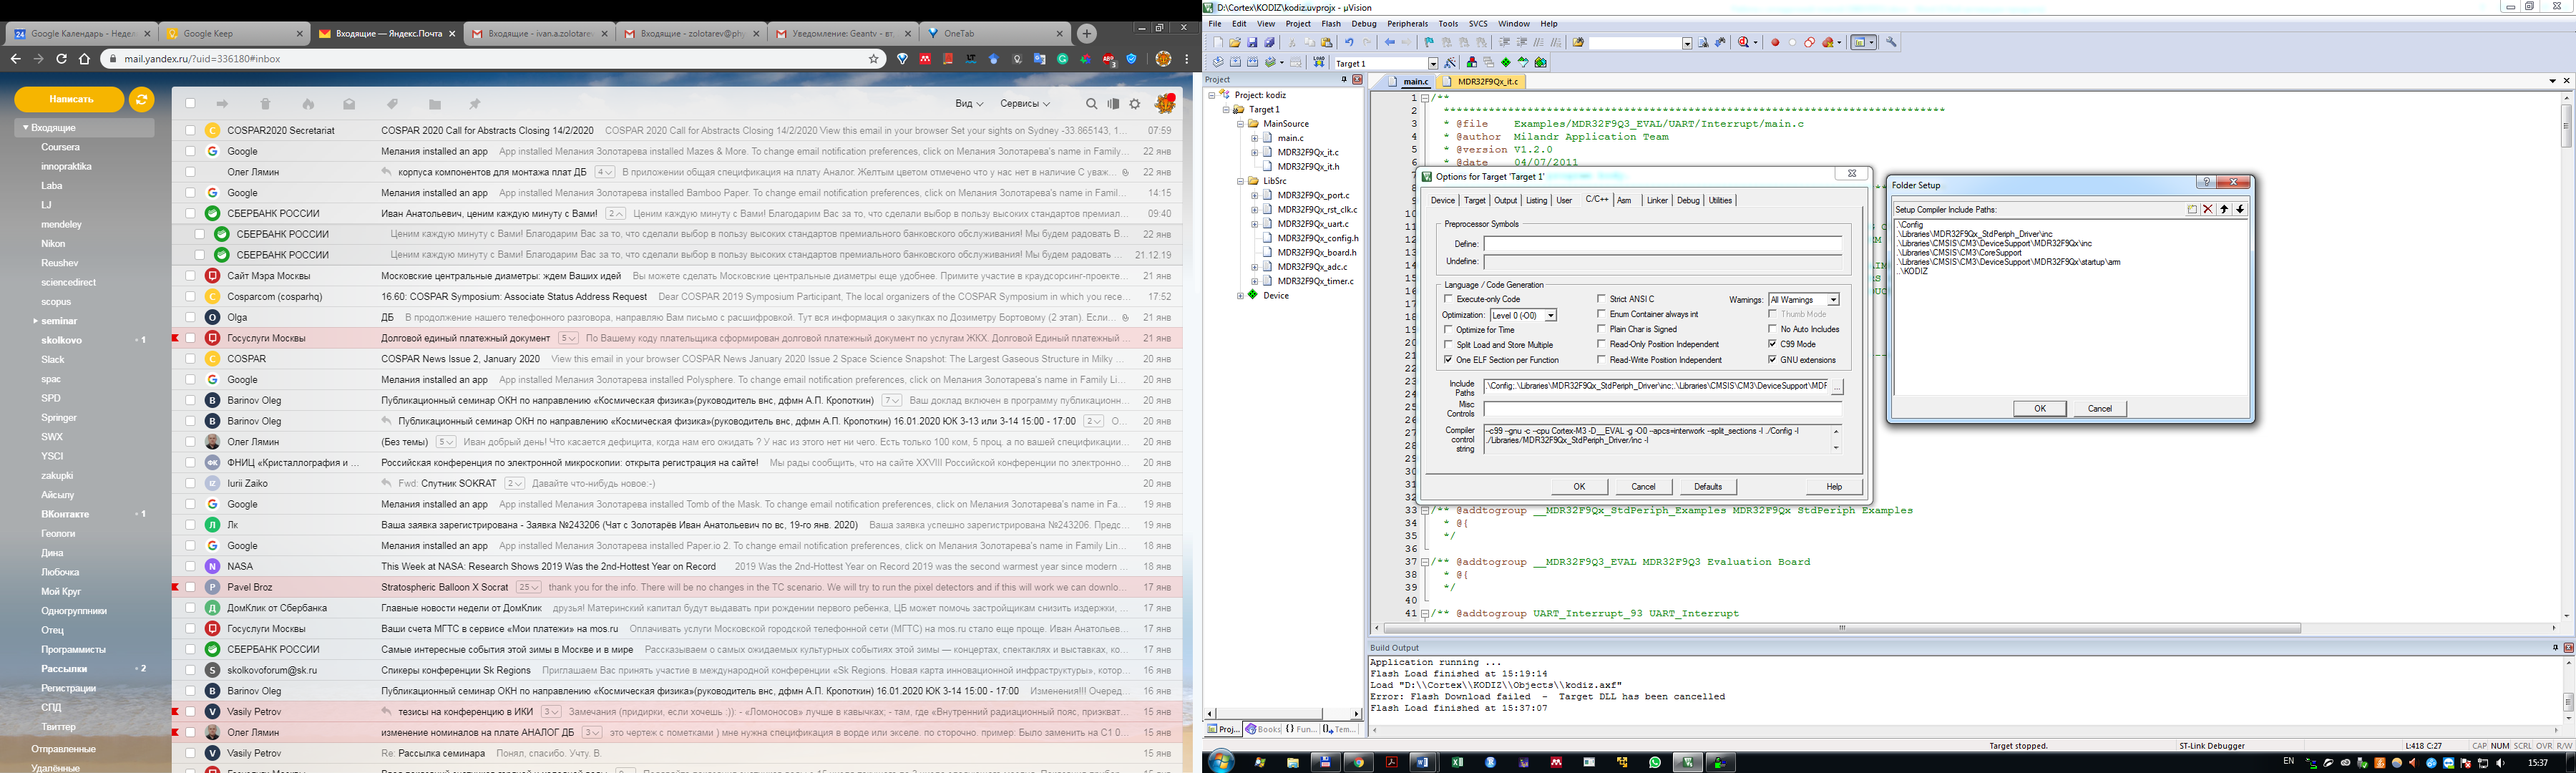 Google Календарь - Недел
Google Keep
Входящие — Яндекс.Почта
Входящие - ivan.a.zolotarev
Входящие - zolotarev@phy
Уведомление: Geantv - вт.
OneTab
mail.yandex.ru/?uid=336180#inbox
Написать
Вид
Сервисы
Входящие
Coursera
innopraktika
Laba
LJ
mendeley
Nikon
Reushev
sciencedirect
scopus
seminar
skolkovo 1
Slack
spac
SPD
Springer
SWX
YSCI
zakupki
Айсылу
ВКонтакте 1
Геологи
Дина
Любочка
Мой Круг
Одногруппники
Отец
Программисты
Рассылки 2
Регистрации
СПД
Твиттер
Отправленные
Удалённые
COSPAR2020 Secretariat COSPAR 2020 Call for Abstracts Closing 14/2/2020 COSPAR 2020 Call for Abstracts Closing 14/2/2020 View this email in your browser Set your sights on Sydney -33.865143, 1... 07:59
Google Мелания installed an app App installed Мелания Золотарева installed Mazes & More. To change email notification preferences, click on Мелания Золотарева's name in Family... 22 янв
Олег Лямин корпуса компонентов для монтажа плат ДБ 4 В приложении общая спецификация на плату Аналог. Желтым цветом отмечено что у нас нет в наличие С уваж... 22 янв
Google Мелания installed an app App installed Мелания Золотарева installed Bamboo Paper. To change email notification preferences, click on Мелания Золотарева's name in Famil... 14:15
СБЕРБАНК РОССИИ Иван Анатольевич, ценим каждую минуту с Вами! 2 Ценим каждую минуту с Вами! Благодарим Вас за то, что сделали выбор в пользу высоких стандартов премиал... 09:40
СБЕРБАНК РОССИИ Ценим каждую минуту с Вами! Благодарим Вас за то, что сделали выбор в пользу высоких стандартов премиального банковского обслуживания! Мы будем радовать В... 22 янв
СБЕРБАНК РОССИИ Ценим каждую минуту с Вами! Благодарим Вас за то, что сделали выбор в пользу высоких стандартов премиального банковского обслуживания! Мы будем радовать ... 21.12.19
Сайт Мэра Москвы Московские центральные диаметры: ждем Ваших идей Вы можете сделать Московские центральные диаметры еще удобнее. Примите участие в краудсорсинг-проекте... 21 янв
Cosparcom (cosparhq) 16.60: COSPAR Symposium: Associate Status Address Request Dear COSPAR 2019 Symposium Participant, The local organizers of the COSPAR Symposium in which you rece... 17:52
Olga ДБ В продолжение нашего телефонного разговора, направляю Вам письмо с расшифровкой. Тут вся информация о закупках по Дозиметру Бортовому (2 этап). Если... 21 янв
Госуслуги Москвы Долговой единый платежный документ 5 По Вашему коду плательщика сформирован долговой платежный документ по услугам ЖКХ. Долговой Единый платежный ... 21 янв
COSPAR COSPAR News Issue 2, January 2020 View this email in your browser COSPAR News January 2020 Issue 2 Space Science Snapshot: The Largest Gaseous Structure in Milky ... 20 янв
Google Мелания installed an app App installed Мелания Золотарева installed Polysphere. To change email notification preferences, click on Мелания Золотарева's name in Family Li... 20 янв
Barinov Oleg Публикационный семинар ОКН по направлению «Космическая физика»(руководитель внс, дфмн А.П. Кропоткин) 7 Ваш доклад включен в программу публикационн... 20 янв
Barinov Oleg Публикационный семинар ОКН по направлению «Космическая физика»(руководитель внс, дфмн А.П. Кропоткин) 16.01.2020 ЮК 3-13 или 3-14 15:00 - 17:00 2 О... 20 янв
Олег Лямин (Без темы) 5 Иван добрый день! Что касается дефицита, когда нам его ожидать ? У нас из этого нет ни чего. Есть только 100 ком, 5 проц. а по вашей спецификации... 20 янв
ФНИЦ «Кристаллография и ... Российская конференция по электронной микроскопии: открыта регистрация на сайте! Мы рады сообщить, что на сайте XXVIII Российской конференции по электронно... 20 янв
Iurii Zaiko Fwd: Спутник SOKRAT 2 Давайте что-нибудь новое:-) 20 янв
Google Мелания installed an app App installed Мелания Золотарева installed Tomb of the Mask. To change email notification preferences, click on Мелания Золотарева's name in Fa... 19 янв
Лк Ваша заявка зарегистрирована - Заявка №243206 (Чат с Золотарёв Иван Анатольевич по вс, 19-го янв. 2020) Ваша заявка успешно зарегистрирована №243206. Предс... 19 янв
Google Мелания installed an app App installed Мелания Золотарева installed Paper.io 2. To change email notification preferences, click on Мелания Золотарева's name in Family Lin... 18 янв
NASA This Week at NASA: Research Shows 2019 Was the 2nd-Hottest Year on Record 2019 Was the 2nd-Hottest Year on Record 2019 was the second warmest year since modern ... 18 янв
Pavel Broz Stratospheric Balloon X Socrat 25 thank you for the info. There will be no changes in the TC scenario. We will try to run the pixel detectors and if this will work we can downlo... 17 янв
ДомКлик от Сбербанка Главные новости недели от ДомКлик друзья! Материнский капитал будут выдавать при рождении первого ребенка, ЦБ может помочь застройщикам снизить издержки, ... 17 янв
Госуслуги Москвы Ваши счета МГТС в сервисе «Мои платежи» на mos.ru Оплачивать услуги Московской городской телефонной сети (МГТС) на mos.ru стало еще проще. Иван Анатольев... 17 янв
СБЕРБАНК РОССИИ Самые интересные события этой зимы в Москве и в мире Рассказываем о самых ожидаемых культурных событиях этой зимы — концертах, спектаклях и выставках, ко... 17 янв
skolkovoforum@sk.ru Спикеры конференции Sk Regions Приглашаем Вас принять участие в международной конференции «Sk Regions. Новая карта инновационной инфраструктуры», котор... 16 янв
Barinov Oleg Публикационный семинар ОКН по направлению «Космическая физика»(руководитель внс, дфмн А.П. Кропоткин) 16.01.2020 ЮК 3-14 15:00 - 17:00 Изменения!!! Очеред... 15 янв
Vasily Petrov тезисы на конференцию в ИКИ 3 Замечания (придирки, если хочешь :)): - «Ломоносов» лучше в кавычках; - там, где «Внутренний радиационный пояс, призкват... 15 янв
Олег Лямин изменение номиналов на плате АНАЛОГ ДБ 3 это чертеж с пометками ) мне нужна спецификация в ворде или экселе. по сторочно. пример: Было заменить на С1 0... 15 янв
Vasily Petrov Re: Рассылка семинара Понял, спасибо. Учту. В. 15 янв
D:\Cortex\KODIZ\kodiz.uvprojx - µVision
File Edit View Project Flash Debug Peripherals Tools SVCS Window Help
Target 1
Project
Project: kodiz
Target 1
MainSource
main.c
MDR32F9Qx_it.c
MDR32F9Qx_it.h
LibSrc
MDR32F9Qx_port.c
MDR32F9Qx_rst_clk.c
MDR32F9Qx_uart.c
MDR32F9Qx_config.h
MDR32F9Qx_board.h
MDR32F9Qx_adc.c
MDR32F9Qx_timer.c
Device
Proj... Books {} Fun... Tem...
main.c MDR32F9Qx_it.c
1 /**
2 ******************************************************************************
3 * @file Examples/MDR32F9Q3_EVAL/UART/Interrupt/main.c
4 * @author Milandr Application Team
5 * @version V1.2.0
6 * @date 04/07/2011
33 /** @addtogroup __MDR32F9Qx_StdPeriph_Examples MDR32F9Qx StdPeriph Examples
34 * @{
35 */
36
37 /** @addtogroup __MDR32F9Q3_EVAL MDR32F9Q3 Evaluation Board
38 * @{
39 */
40
41 /** @addtogroup UART_Interrupt_93 UART_Interrupt
Options for Target 'Target 1'
Device Target Output Listing User C/C++ Asm Linker Debug Utilities
Preprocessor Symbols
Define:
Undefine:
Language / Code Generation
Execute-only Code
Strict ANSI C
Warnings: All Warnings
Optimization: Level 0 (-O0)
Enum Container always int
Thumb Mode
Optimize for Time
Plain Char is Signed
No Auto Includes
Split Load and Store Multiple
Read-Only Position Independent
C99 Mode
One ELF Section per Function
Read-Write Position Independent
GNU extensions
Include Paths .\Config;.\Libraries\MDR32F9Qx_StdPeriph_Driver\inc;.\Libraries\CMSIS\CM3\DeviceSupport\MDF ...
Misc Controls
Compiler control string --c99 --gnu -c --cpu Cortex-M3 -D__EVAL -g -O0 --apcs=interwork --split_sections -I ./Config -I
./Libraries/MDR32F9Qx_StdPeriph_Driver/inc -I
OK Cancel Defaults Help
Folder Setup
Setup Compiler Include Paths:
.\Config
.\Libraries\MDR32F9Qx_StdPeriph_Driver\inc
.\Libraries\CMSIS\CM3\DeviceSupport\MDR32F9Qx\inc
.\Libraries\CMSIS\CM3\CoreSupport
.\Libraries\CMSIS\CM3\DeviceSupport\MDR32F9Qx\startup\arm
..\KODIZ
OK Cancel
Build Output
Application running ...
Flash Load finished at 15:19:14
Load "D:\\Cortex\\KODIZ\\Objects\\kodiz.axf"
Error: Flash Download failed - Target DLL has been cancelled
Flash Load finished at 15:37:07
Target stopped. ST-Link Debugger L:418 C:27 CAP NUM SCRL OVR R/W
EN 15:37